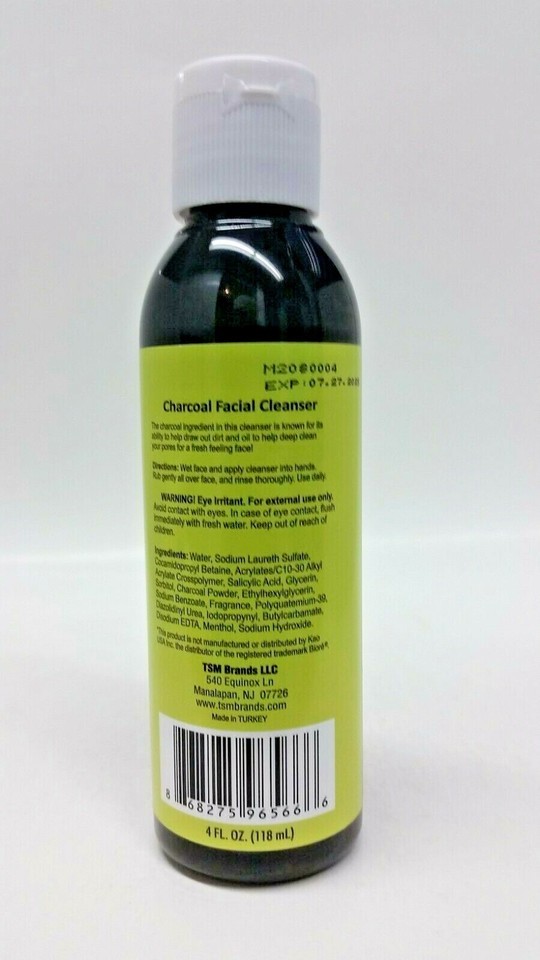 M2080004
EXP:07.27.
Charcoal Facial Cleanser
The charcoal ingredient in this cleanser is known for its
ability to help draw out dirt and oil to help deep clean
your pores for a fresh feeling face!
Directions: Wet face and apply cleanser into hands.
Rub gently all over face, and rinse thoroughly. Use daily.
WARNING! Eye Irritant. For external use only.
Avoid contact with eyes. In case of eye contact, flush
immediately with fresh water. Keep out of reach of
children.
Ingredients: Water, Sodium Laureth Sulfate,
Cocamidopropyl Betaine, Acrylates/C10-30 Alkyl
Acrylate Crosspolymer, Salicylic Acid, Glycerin,
Sorbitol, Charcoal Powder, Ethylhexylglycerin,
Sodium Benzoate, Fragrance, Polyquaternium-39,
Diazolidinyl Urea, Iodopropynyl, Butylcarbamate,
Disodium EDTA, Menthol, Sodium Hydroxide.
*This product is not manufactured or distributed by Kao
USA Inc. the distributor of the registered trademark Bioré®.
TSM Brands LLC
540 Equinox Ln
Manalapan, NJ 07726
www.tsmbrands.com
Made in TURKEY
8 68275 96566 6
4 FL. OZ. (118 mL)